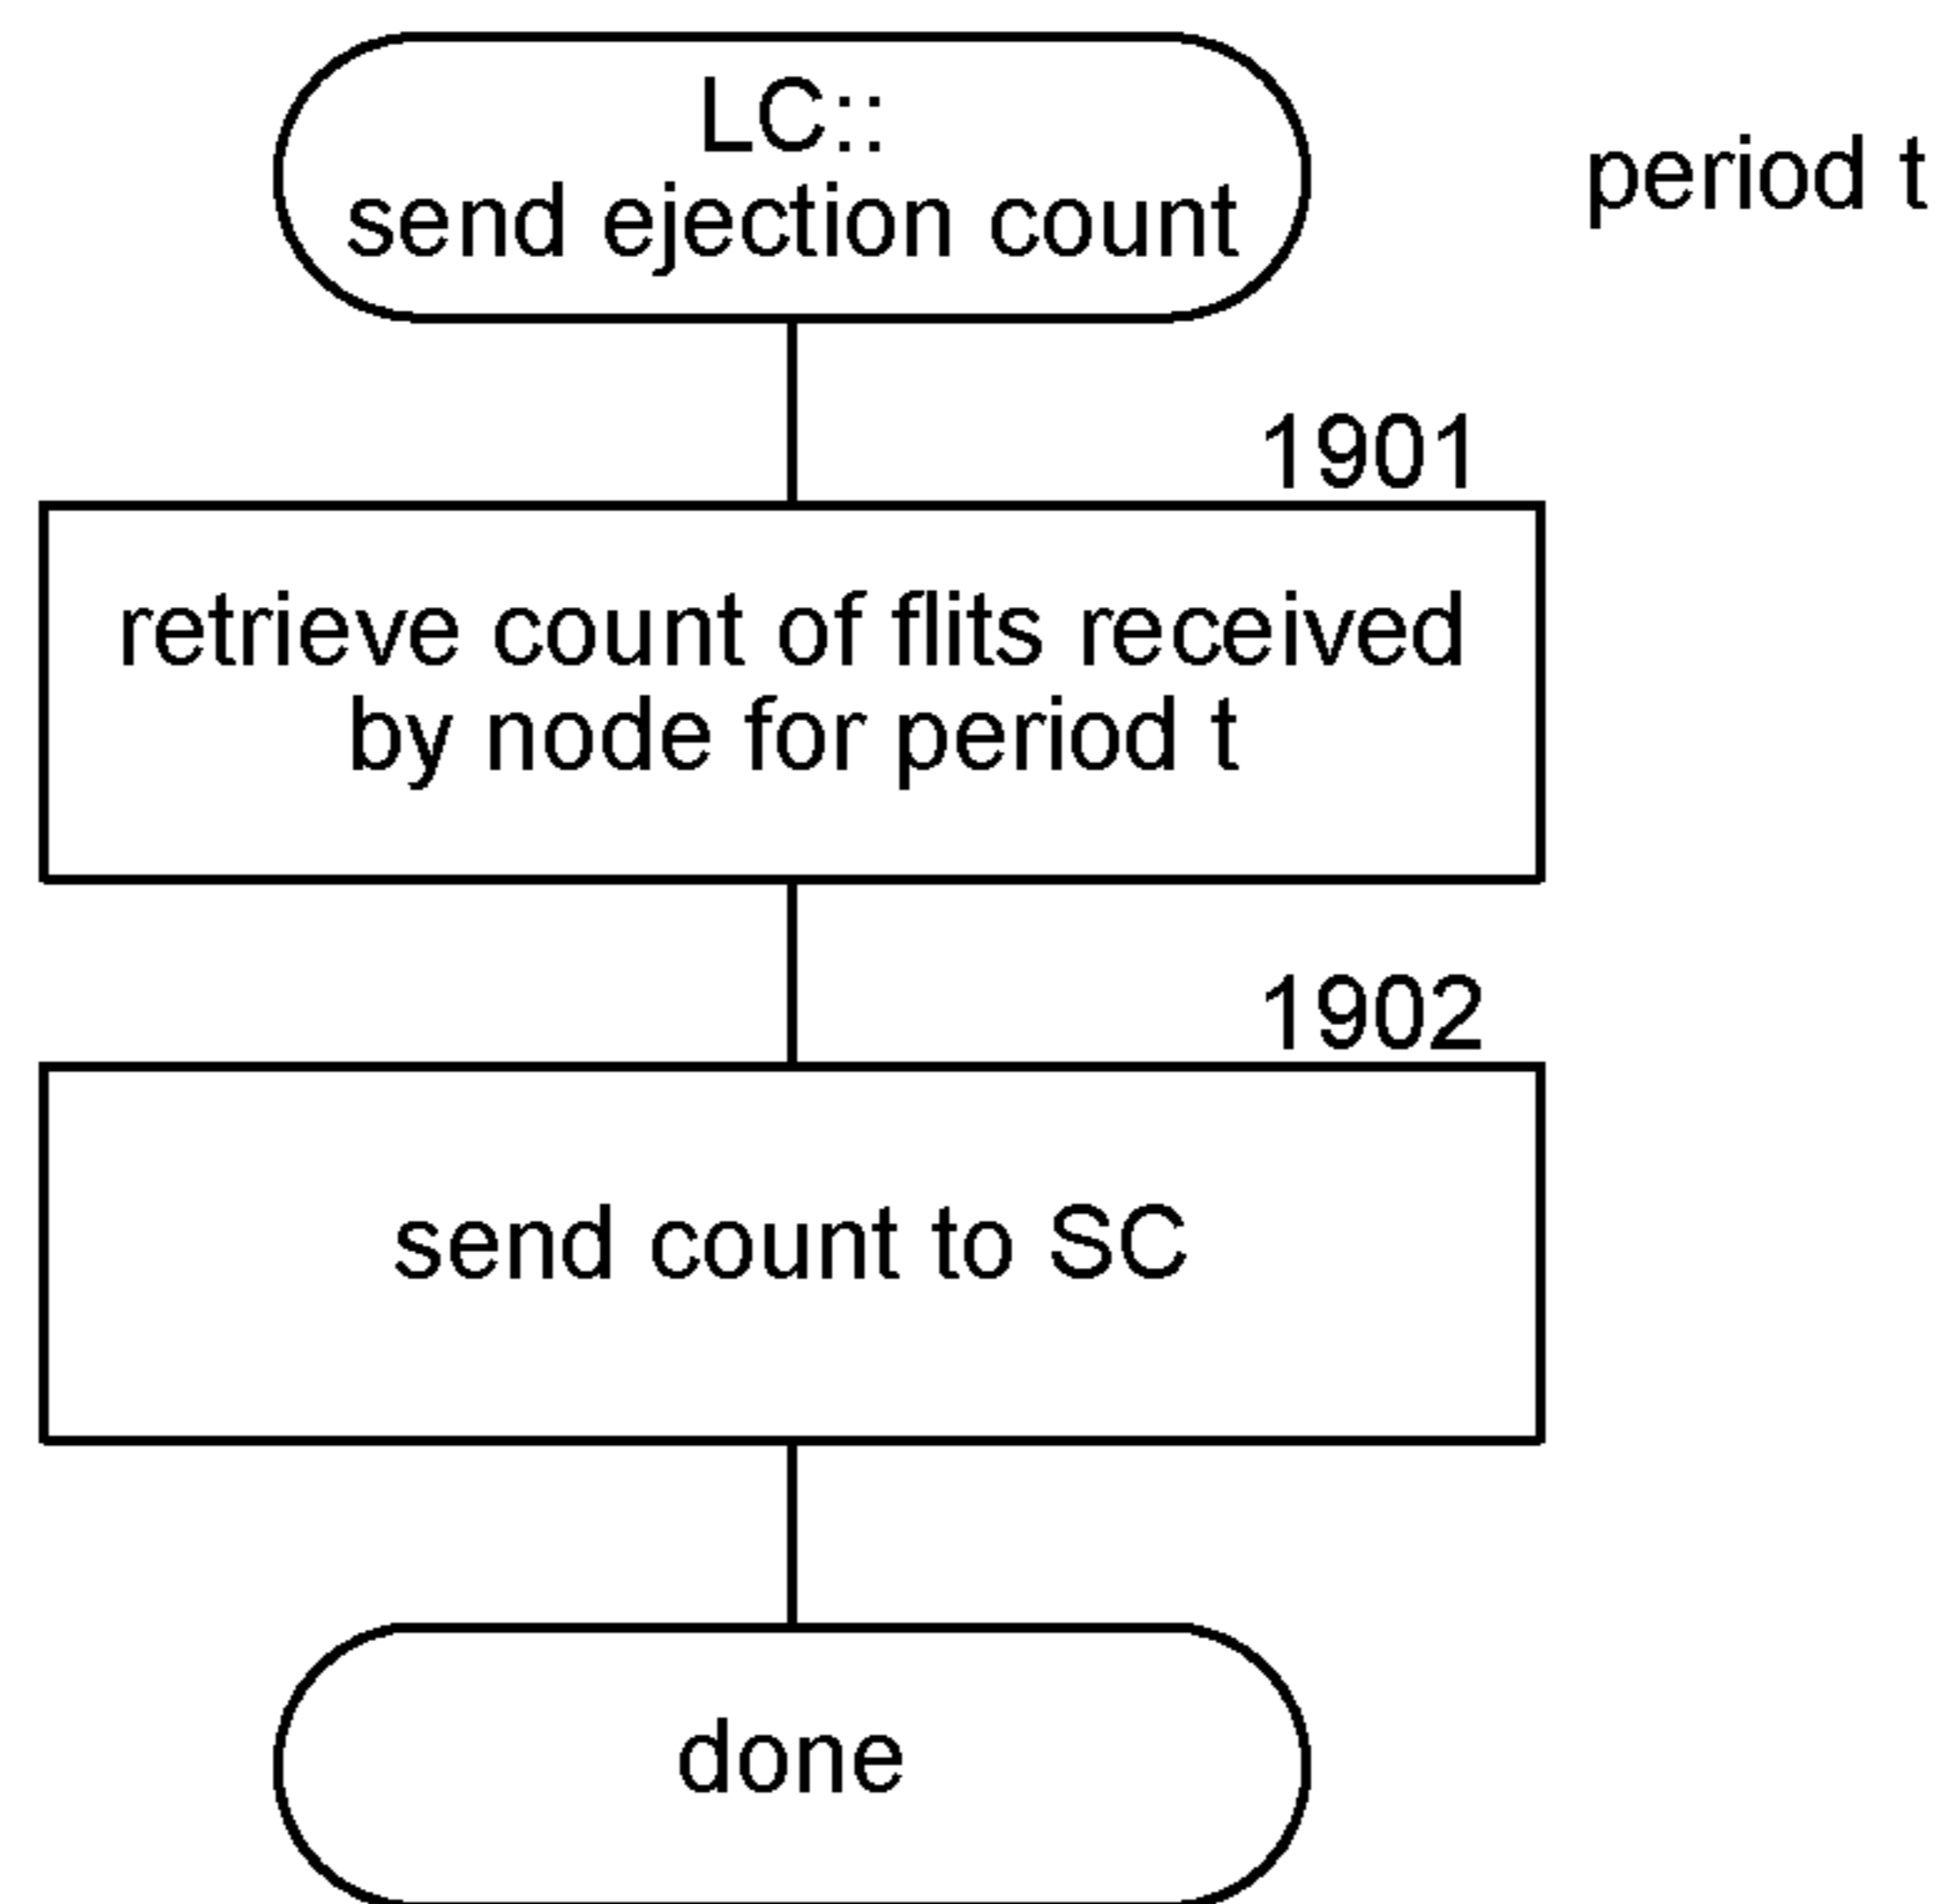 LC::
send ejection count
period t
1901
retrieve count of flits received
by node for period t
1902
send count to SC
done